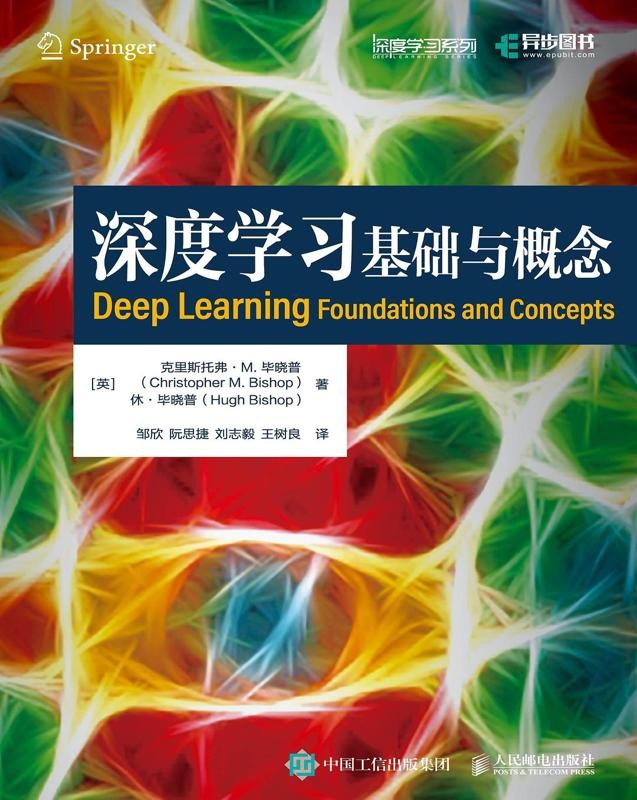 Springer
深度学习系列
DEEP LEARNING SERIES
异步图书
www.epubit.com
深度学习 基础与概念
Deep Learning Foundations and Concepts
克里斯托弗·M. 毕晓普
[英] (Christopher M. Bishop) 著
休·毕晓普 (Hugh Bishop)
邹欣 阮思捷 刘志毅 王树良 译
中国工信出版集团
人民邮电出版社
POSTS & TELECOM PRESS